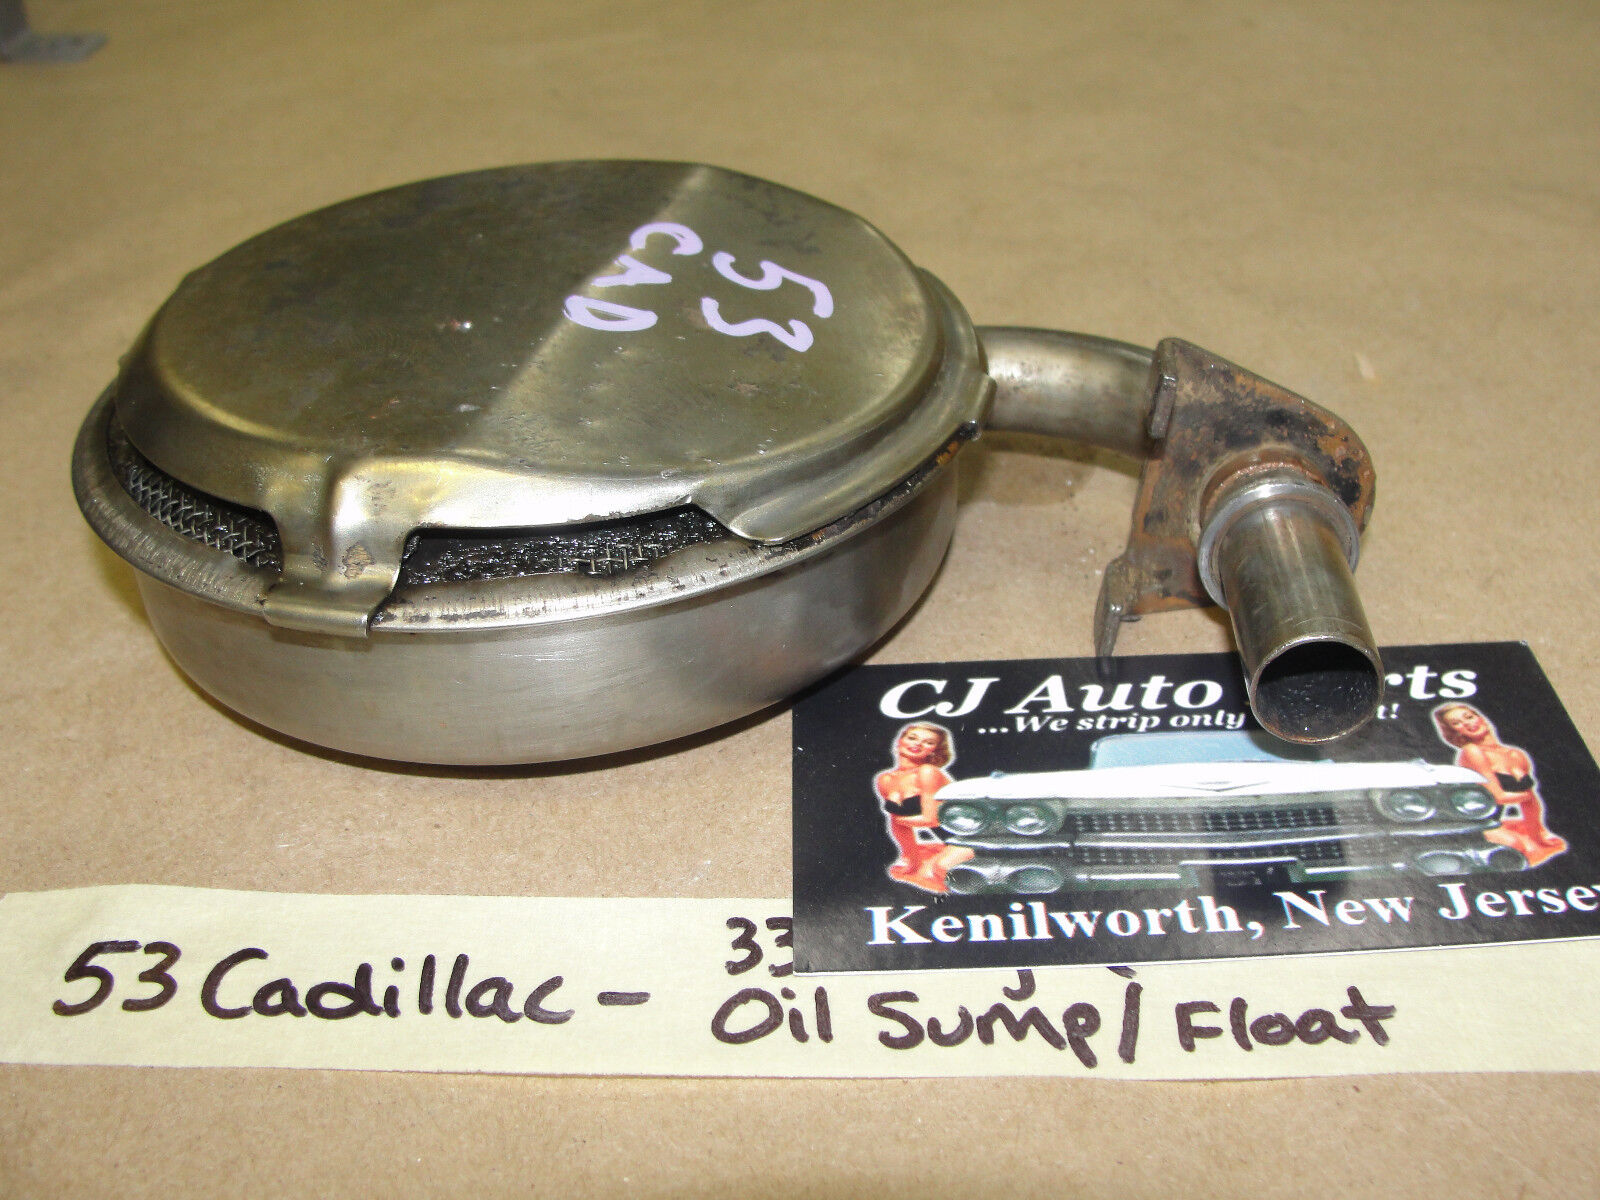 53
CAD
CJ Auto
...We strip only
Kenilworth, New Jersey
33
53 Cadillac -
Oil Sump/Float